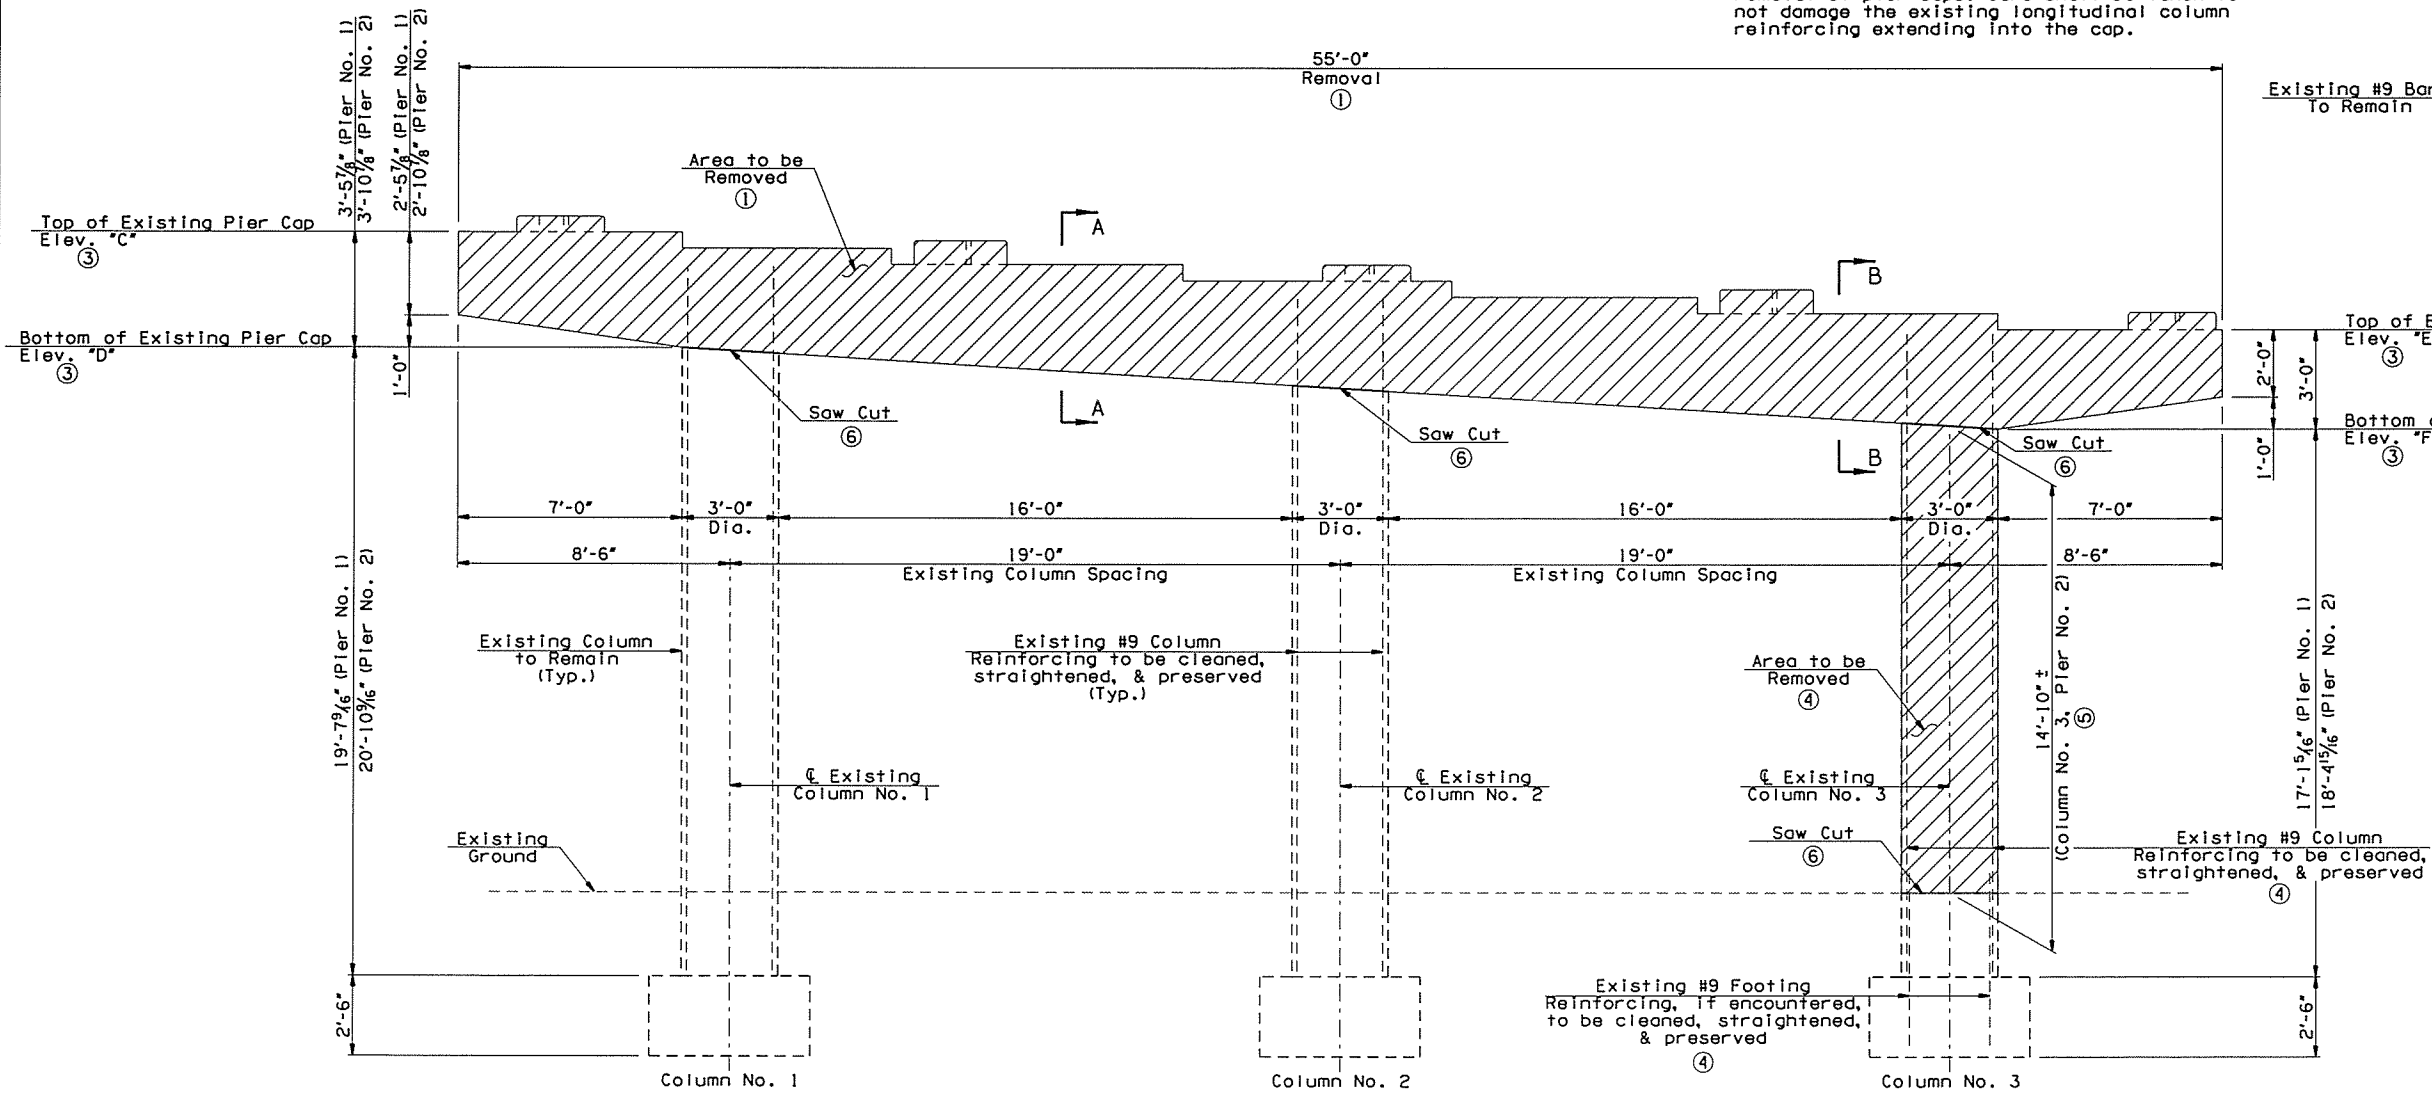 not damage the existing longitudinal column
reinforcing extending into the cap.
55'-0"
Removal
①
Existing #9 Bar
To Remain
3'-5⅞" (Pier No. 1)
3'-10⅞" (Pier No. 2)
2'-5⅞" (Pier No. 1)
2'-10⅞" (Pier No. 2)
Area to be
Removed
①
Top of Existing Pier Cap
Elev. "C"
③
A
B
Bottom of Existing Pier Cap
Elev. "D"
③
1'-0"
Top of E
Elev. "E
③
2'-0"
3'-0"
1'-0"
Bottom o
Elev. "F
③
Saw Cut
⑥
A
Saw Cut
⑥
B
Saw Cut
⑥
7'-0"
3'-0"
Dia.
16'-0"
3'-0"
Dia.
16'-0"
3'-0"
Dia.
7'-0"
8'-6"
19'-0"
Existing Column Spacing
19'-0"
Existing Column Spacing
8'-6"
19'-7 9/16" (Pier No. 1)
20'-10 9/16" (Pier No. 2)
Existing Column
to Remain
(Typ.)
Existing #9 Column
Reinforcing to be cleaned,
straightened, & preserved
(Typ.)
Area to be
Removed
④
14'-10" ±
(Column No. 3, Pier No. 2)
⑤
17'-1 5/16" (Pier No. 1)
18'-4 15/16" (Pier No. 2)
℄ Existing
Column No. 1
℄ Existing
Column No. 2
℄ Existing
Column No. 3
Existing
Ground
Saw Cut
⑥
Existing #9 Column
Reinforcing to be cleaned,
straightened, & preserved
④
2'-6"
Existing #9 Footing
Reinforcing, if encountered,
to be cleaned, straightened,
& preserved
④
2'-6"
Column No. 1
Column No. 2
Column No. 3